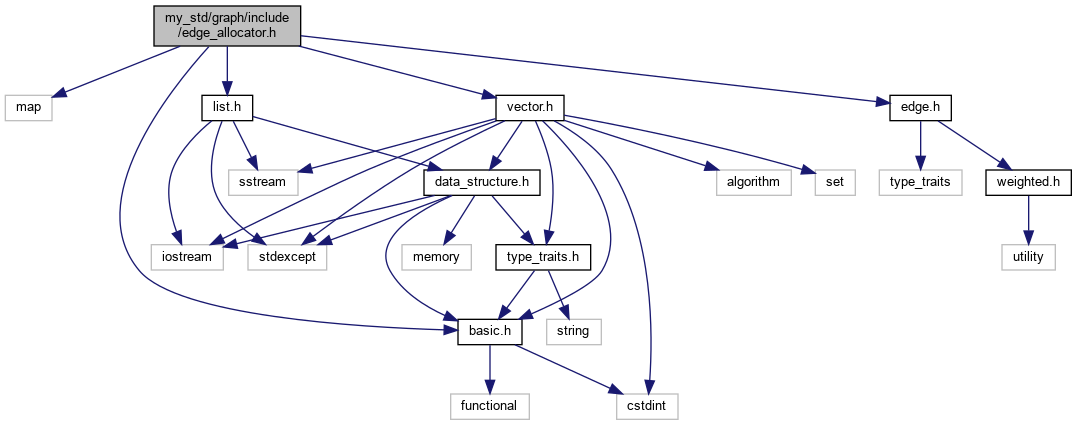 my_std/graph/include
/edge_allocator.h
map
list.h
vector.h
edge.h
sstream
data_structure.h
algorithm
set
type_traits
weighted.h
iostream
stdexcept
memory
type_traits.h
utility
basic.h
string
functional
cstdint